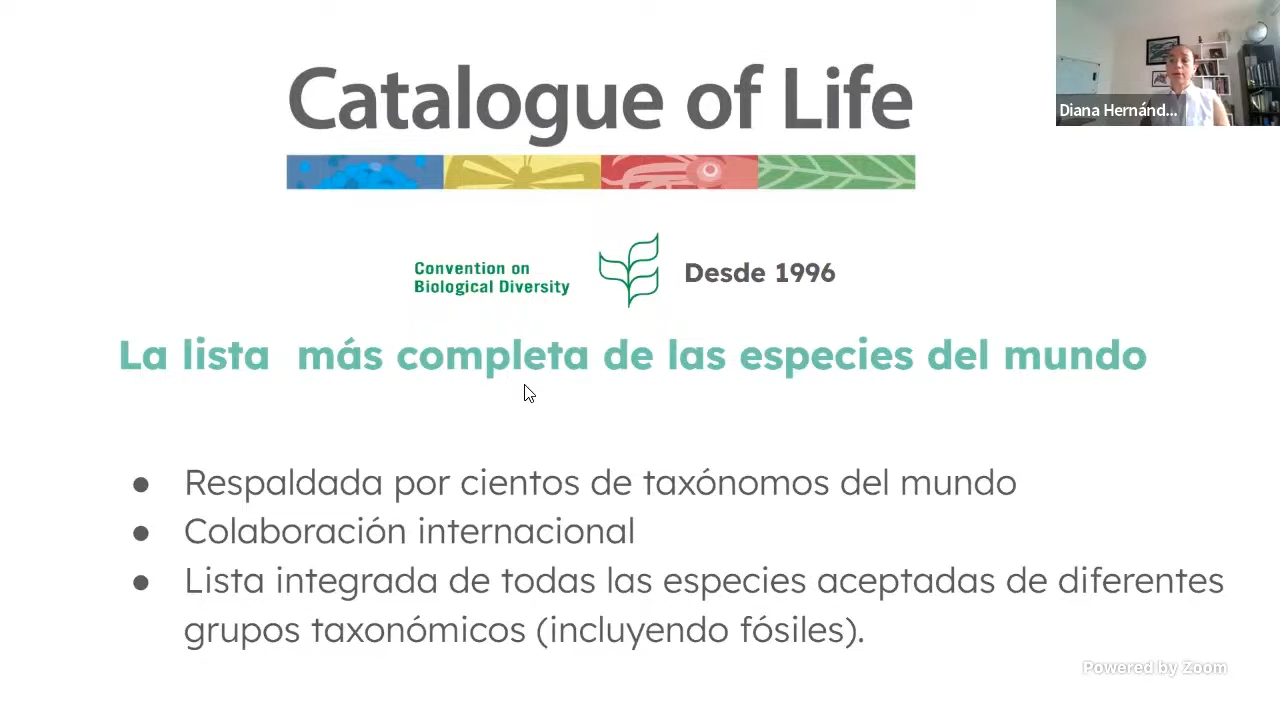 Catalogue of Life
Diana Hernánd...
Convention on
Biological Diversity
Desde 1996
La lista  más completa de las especies del mundo
● Respaldada por cientos de taxónomos del mundo
● Colaboración internacional
● Lista integrada de todas las especies aceptadas de diferentes
grupos taxonómicos (incluyendo fósiles).
Powered by Zoom